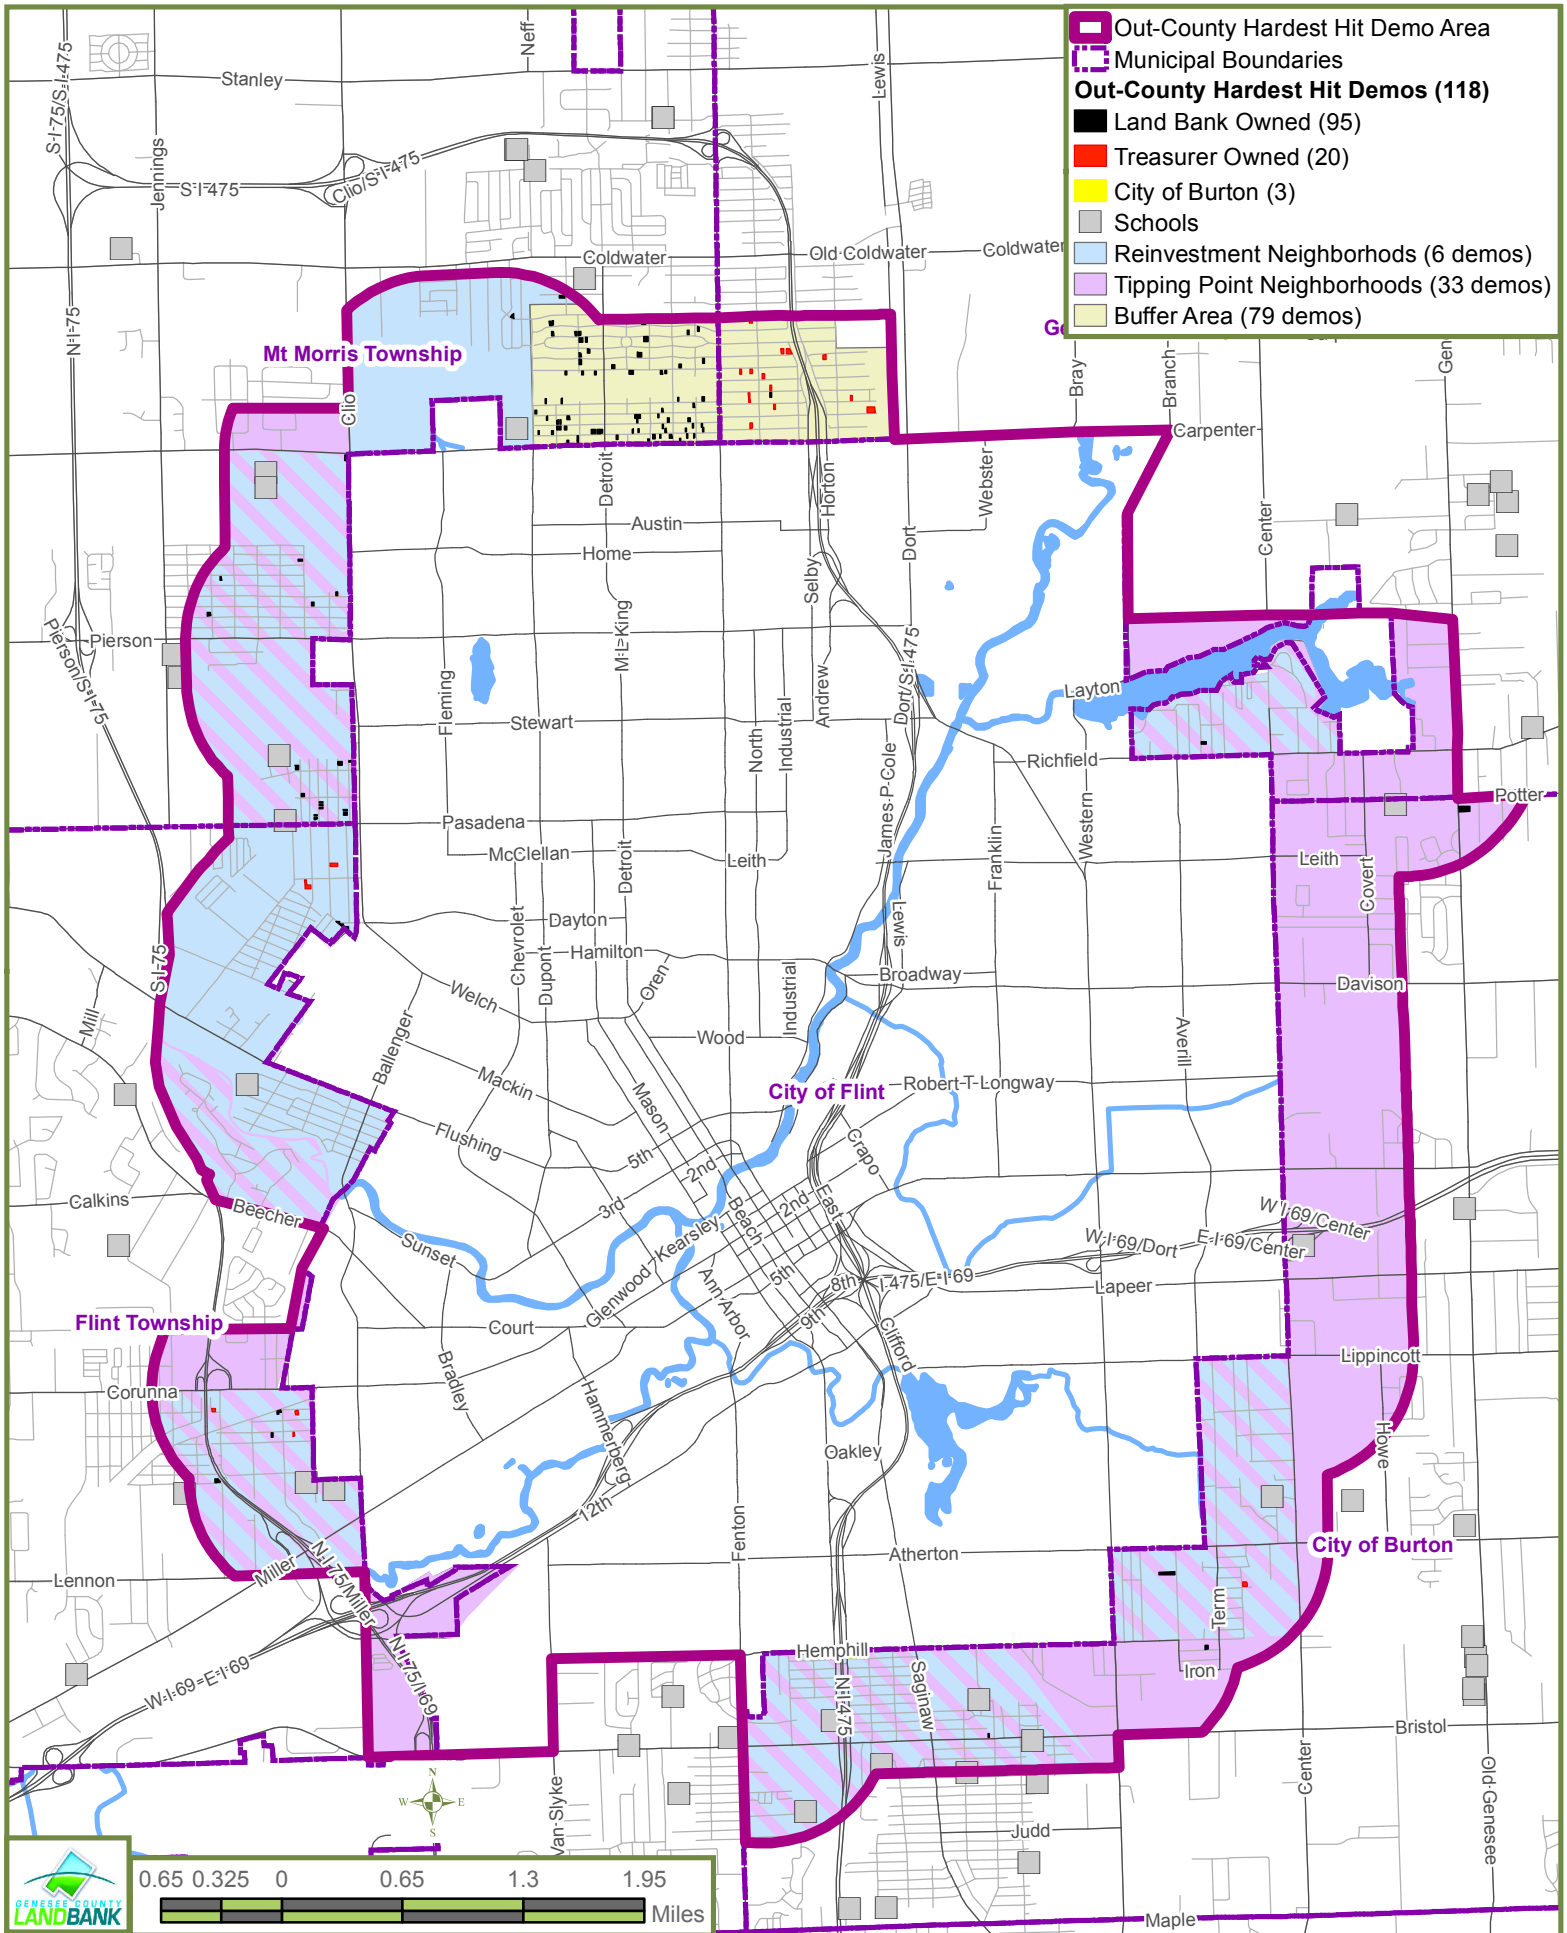 Out-County Hardest Hit Demo Area
Municipal Boundaries
Out-County Hardest Hit Demos (118)
Land Bank Owned (95)
Treasurer Owned (20)
City of Burton (3)
Schools
Reinvestment Neighborhods (6 demos)
Tipping Point Neighborhoods (33 demos)
Buffer Area (79 demos)
S-I-75/S-I-475
Neff
Lewis
Stanley
Jennings
S-I-475
Clio/S-I-475
Coldwater
Old-Coldwater
Coldwater
N-I-75
Ge
Gen
Mt Morris Township
Bray
Branch
Clio
Carpenter
Detroit
Horton
Webster
Center
Austin
Dort
Home
Selby
Pierson
M-L-King
Pierson/S-I-75
Fleming
Andrew
Dort/S-I-475
Layton
Stewart
North
Industrial
James-P-Cole
Richfield
Western
Potter
Pasadena
McClellan
Detroit
Leith
Franklin
Leith
Covert
Chevrolet
Dayton
Lewis
Hamilton
Dupont
S-I-75
Oren
Industrial
Broadway
Davison
Welch
Mill
Wood
Averill
Ballenger
Mackin
Mason
City of Flint
Robert-T-Longway
Flushing
5th
Crapo
2nd
Calkins
Beecher
3rd
Beach
2nd
East
W-I-69/Center
Sunset
Kearsley
W-I-69/Dort
E-I-69/Center
Glenwood
Ann-Arbor
5th
8th
I-475/E-I-69
Lapeer
9th
Flint Township
Court
Clifford
Lippincott
Corunna
Bradley
Hammerberg
Howe
Oakley
12th
Fenton
Atherton
City of Burton
Lennon
Miller
N-I-75/Miller
Term
Hemphill
Iron
W-I-69-E-I-69
N-I-75/I-69
N-I-475
Saginaw
Bristol
Van-Slyke
Center
Old-Genesee
N
W
E
S
Judd
0.65 0.325 0 0.65 1.3 1.95
Miles
GENESEE COUNTY
LANDBANK
Maple